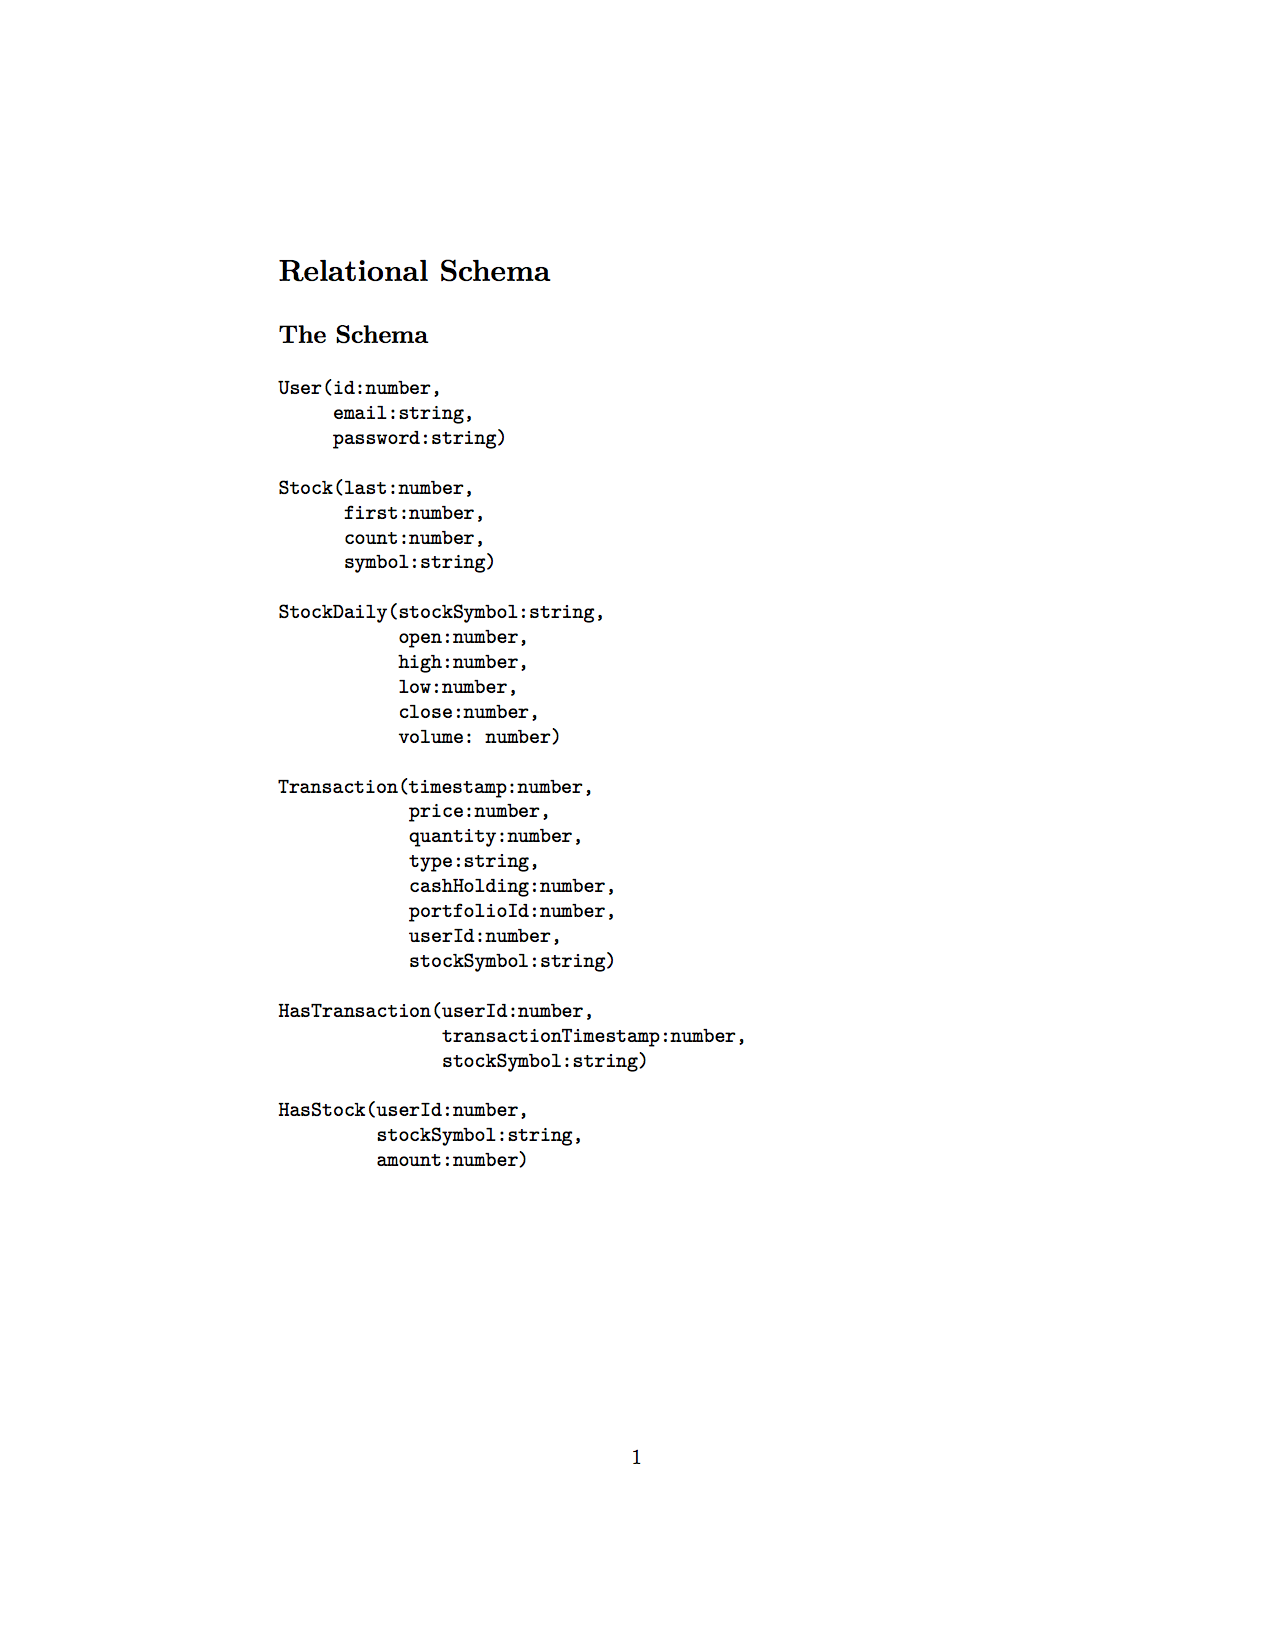 Relational Schema
The Schema
User(id:number,
email:string,
password:string)
Stock(last:number,
first:number,
count:number,
symbol:string)
StockDaily(stockSymbol:string,
open:number,
high:number,
low:number,
close:number,
volume: number)
Transaction(timestamp:number,
price:number,
quantity:number,
type:string,
cashHolding:number,
portfolioId:number,
userId:number,
stockSymbol:string)
HasTransaction(userId:number,
transactionTimestamp:number,
stockSymbol:string)
HasStock(userId:number,
stockSymbol:string,
amount:number)
1